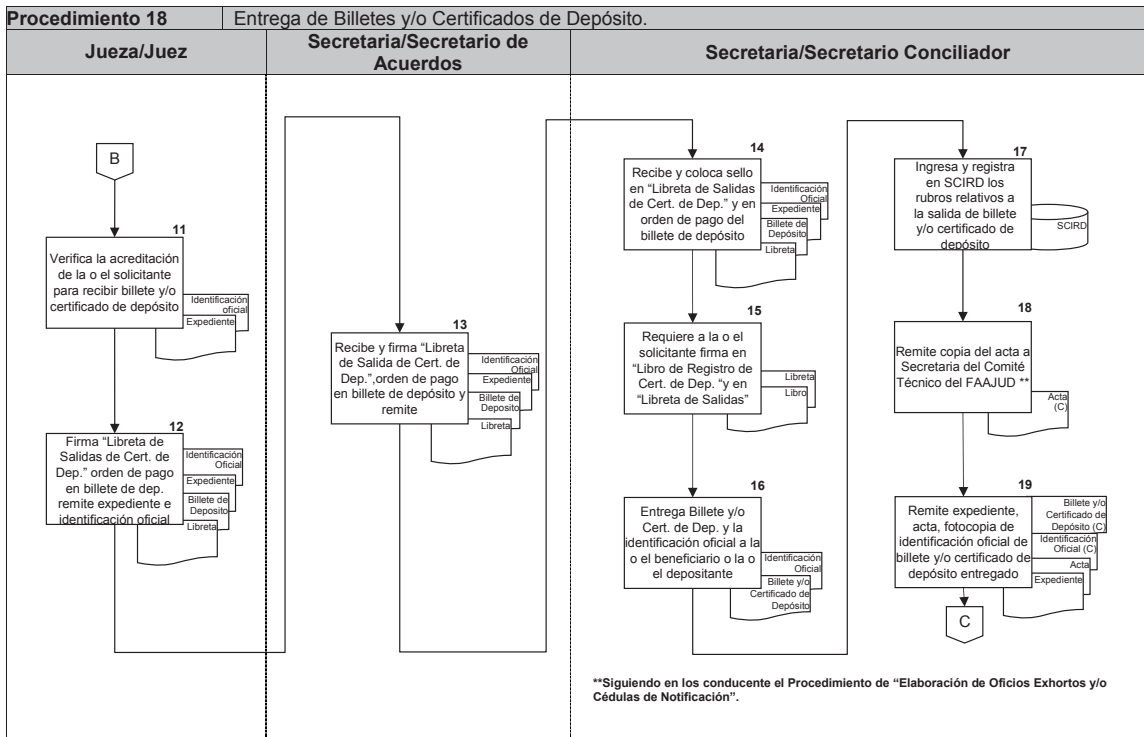 Procedimiento 18
Entrega de Billetes y/o Certificados de Depósito.
Jueza/Juez
Secretaria/Secretario de
Acuerdos
Secretaria/Secretario Conciliador
B
11
Verifica la acreditación
de la o el solicitante
para recibir billete y/o
certificado de depósito
Identificación
oficial
Expediente
12
Firma “Libreta de
Salidas de Cert. de
Dep.” orden de pago
en billete de dep.
remite expediente e
identificación oficial
Identificación
Oficial
Expediente
Billete de
Deposito
Libreta
13
Recibe y firma “Libreta
de Salida de Cert. de
Dep.”,orden de pago
en billete de depósito y
remite
Identificación
Oficial
Expediente
Billete de
Deposito
Libreta
14
Recibe y coloca sello
en “Libreta de Salidas
de Cert. de Dep.” y en
orden de pago del
billete de depósito
Identificación
Oficial
Expediente
Billete de
Depósito
Libreta
15
Requiere a la o el
solicitante firma en
“Libro de Registro de
Cert. de Dep. “y en
“Libreta de Salidas”
Libreta
Libro
16
Entrega Billete y/o
Cert. de Dep. y la
identificación oficial a la
o el beneficiario o la o
el depositante
Identificación
Oficial
Billete y/o
Certificado de
Depósito
17
Ingresa y registra
en SCIRD los
rubros relativos a
la salida de billete
y/o certificado de
depósito
SCIRD
18
Remite copia del acta a
Secretaria del Comité
Técnico del FAAJUD **
Acta
(C)
19
Remite expediente,
acta, fotocopia de
identificación oficial de
billete y/o certificado de
depósito entregado
Billete y/o
Certificado de
Depósito (C)
Identificación
Oficial (C)
Acta
Expediente
C
**Siguiendo en los conducente el Procedimiento de “Elaboración de Oficios Exhortos y/o
Cédulas de Notificación”.